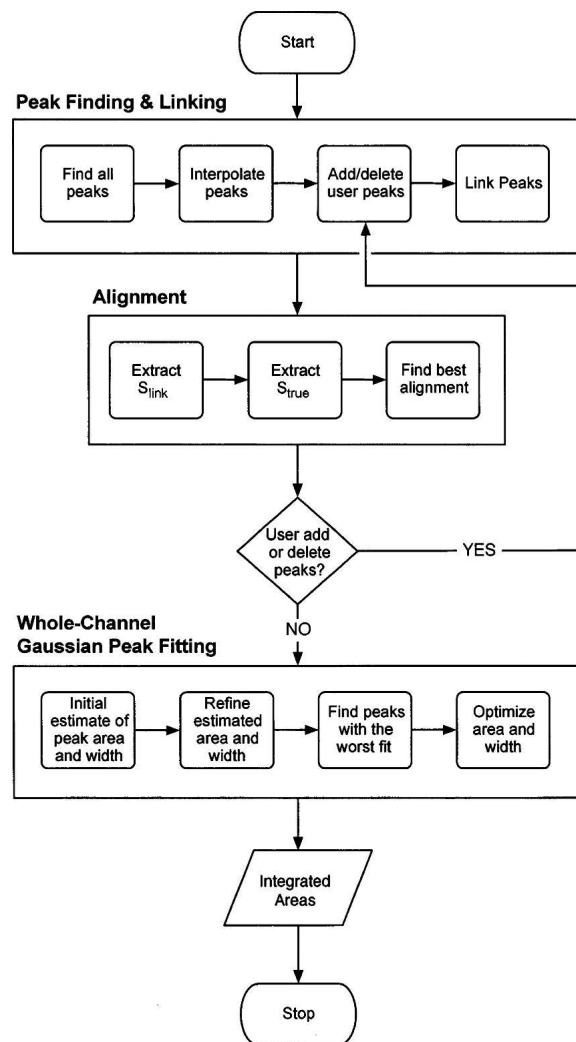 Start
Peak Finding & Linking
Find all
peaks
Interpolate
peaks
Add/delete
user peaks
Link Peaks
Alignment
Extract
Slink
Extract
Strue
Find best
alignment
User add
or delete
peaks?
YES
NO
Whole-Channel
Gaussian Peak Fitting
Initial
estimate of
peak area
and width
Refine
estimated
area and
width
Find peaks
with the
worst fit
Optimize
area and
width
Integrated
Areas
Stop